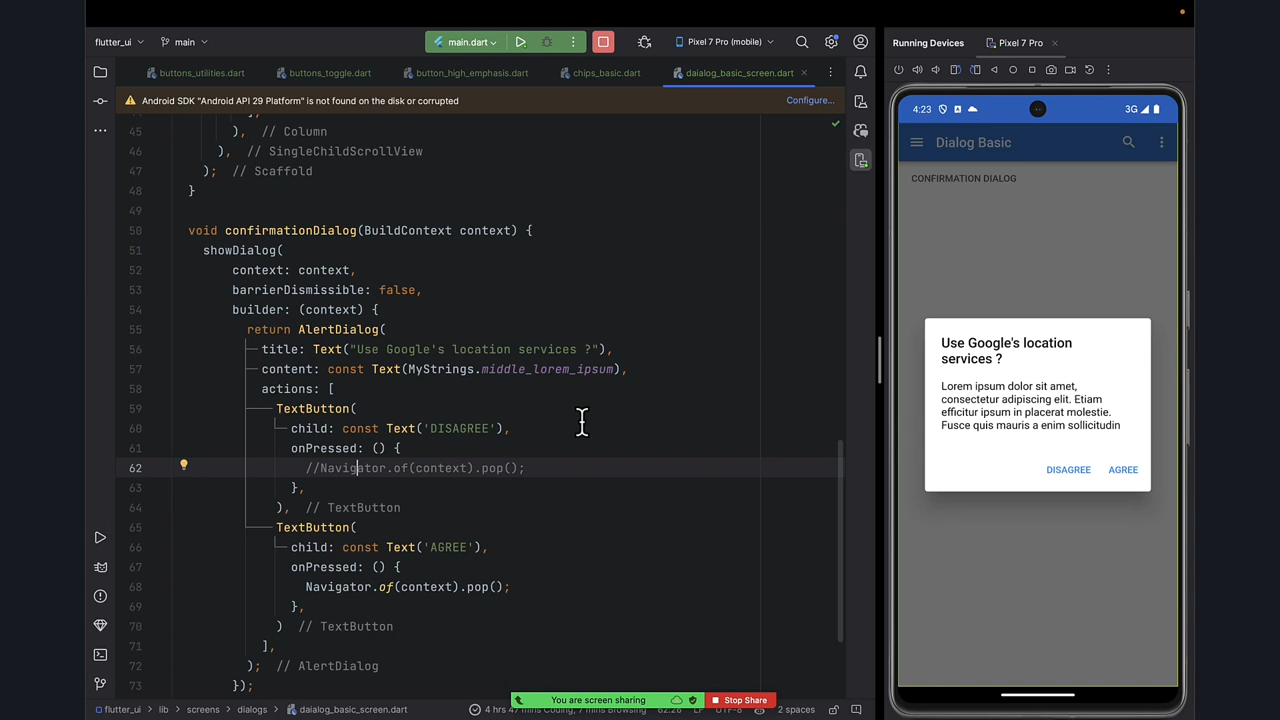 flutter_ui
main
main.dart
Pixel 7 Pro (mobile)
Running Devices
Pixel 7 Pro
buttons_utilities.dart
buttons_toggle.dart
button_high_emphasis.dart
chips_basic.dart
daialog_basic_screen.dart
Android SDK "Android API 29 Platform" is not found on the disk or corrupted
Configure...
45 ), // Column
46 ), // SingleChildScrollView
47 ); // Scaffold
48 }
49
50 void confirmationDialog(BuildContext context) {
51 showDialog(
52 context: context,
53 barrierDismissible: false,
54 builder: (context) {
55 return AlertDialog(
56 title: Text("Use Google's location services ?"),
57 content: const Text(MyStrings.middle_lorem_ipsum),
58 actions: [
59 TextButton(
60 child: const Text('DISAGREE'),
61 onPressed: () {
62 //Navigator.of(context).pop();
63 },
64 ), // TextButton
65 TextButton(
66 child: const Text('AGREE'),
67 onPressed: () {
68 Navigator.of(context).pop();
69 },
70 ) // TextButton
71 ],
72 ); // AlertDialog
73 });
4:23
3G
Dialog Basic
CONFIRMATION DIALOG
Use Google's location
services ?
Lorem ipsum dolor sit amet,
consectetur adipiscing elit. Etiam
efficitur ipsum in placerat molestie.
Fusce quis mauris a enim sollicitudin
DISAGREE AGREE
You are screen sharing
Stop Share
flutter_ui > lib > screens > dialogs > daialog_basic_screen.dart
2 spaces